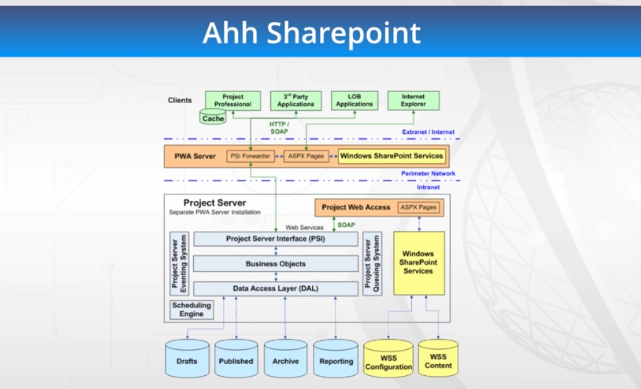 Ahh Sharepoint
Clients
Project
Professional
3rd Party
Applications
LOB
Applications
Internet
Explorer
Cache
HTTP /
SOAP
Extranet / Internet
PWA Server
PSI Forwarder
ASPX Pages
Windows SharePoint Services
Perimeter Network
Intranet
Project Server
Separate PWA Server Installation
Project Web Access
ASPX Pages
Web Services
SOAP
Project Server
Eventing System
Project Server Interface (PSI)
Business Objects
Data Access Layer (DAL)
Project Server
Queuing System
Windows
SharePoint
Services
Scheduling
Engine
Drafts
Published
Archive
Reporting
WSS
Configuration
WSS
Content